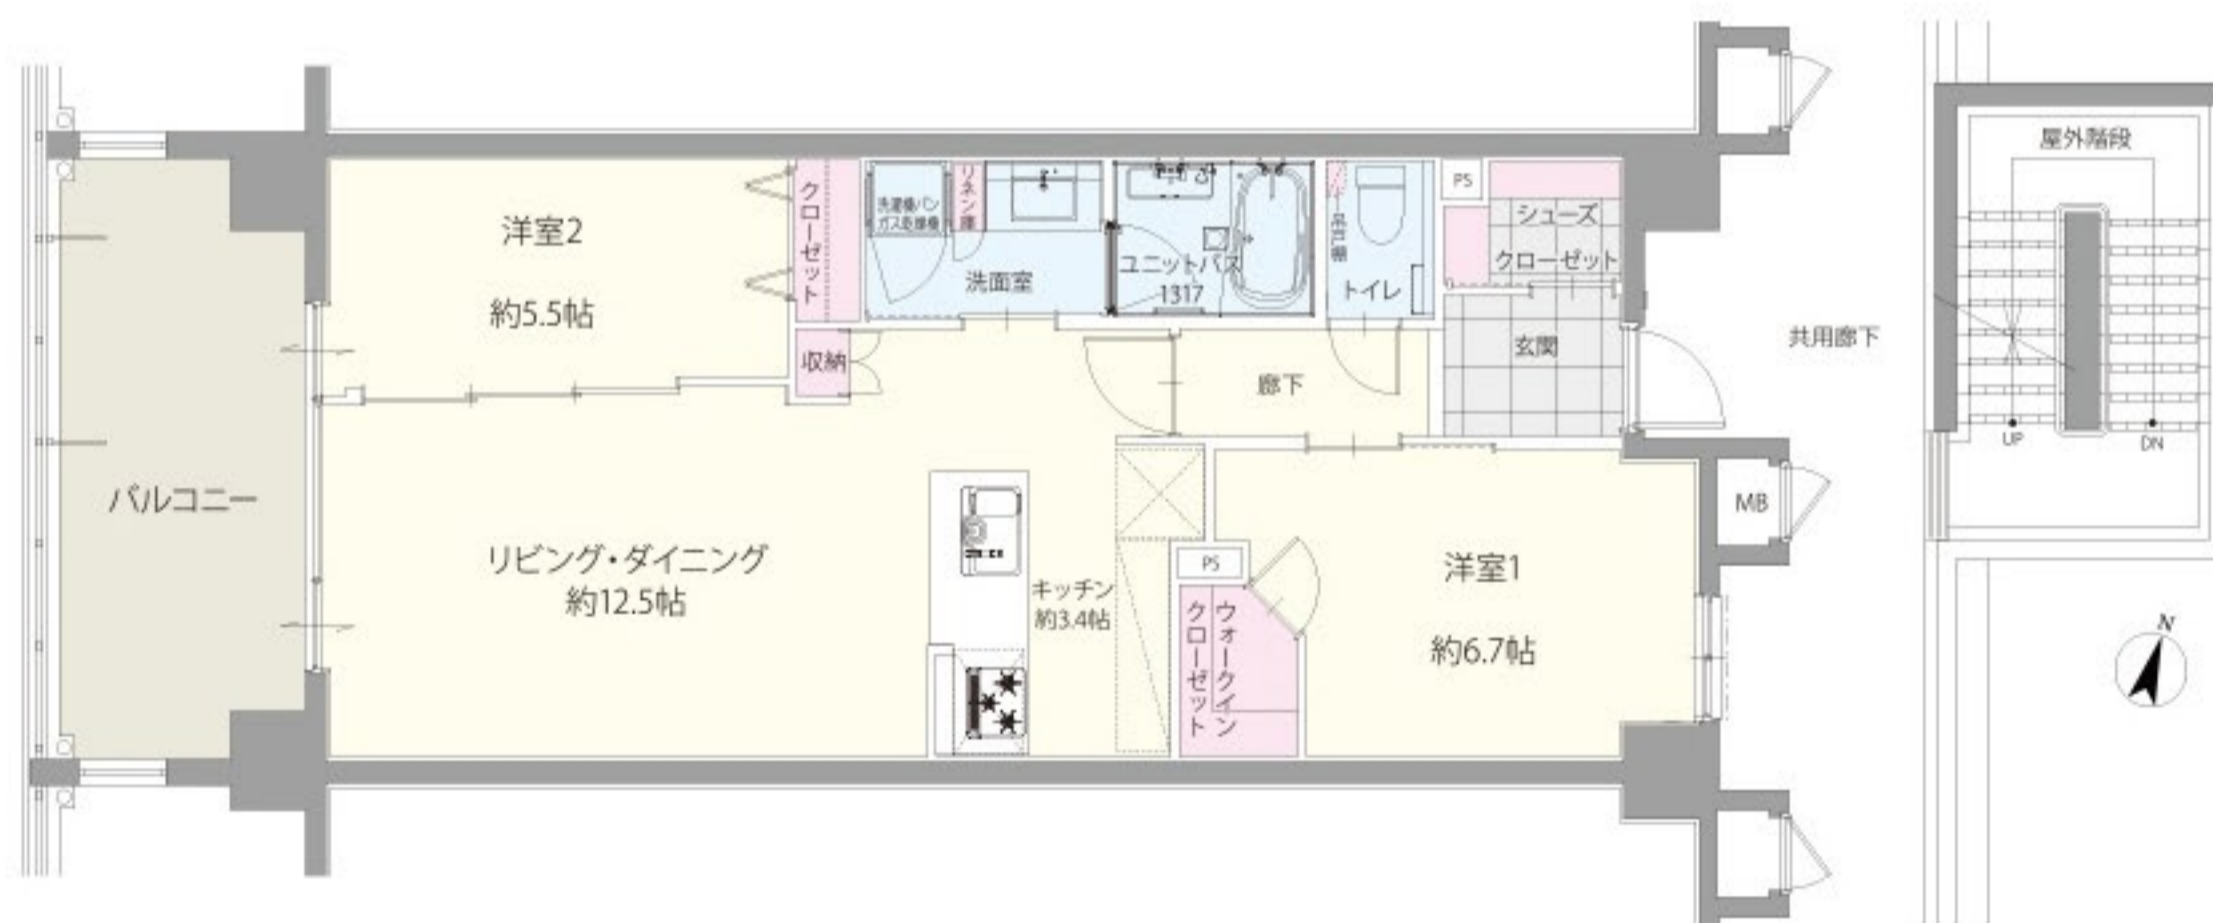 屋外階段
UP
DN
共用廊下
洋室2
約5.5帖
クローゼット
洗濯機パン
ガス乾燥機
リネン庫
洗面室
ユニットバス
1317
吊戸棚
トイレ
PS
シューズ
クローゼット
玄関
収納
廊下
バルコニー
リビング・ダイニング
約12.5帖
キッチン
約3.4帖
PS
ウォークイン
クローゼット
洋室1
約6.7帖
MB
N